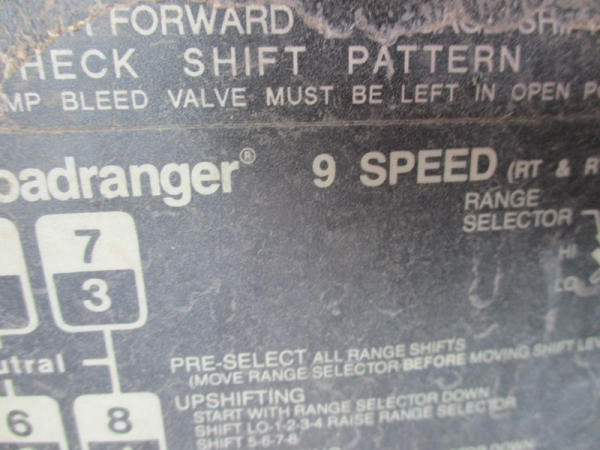 FORWARD
CHECK SHIFT PATTERN
BLEED VALVE MUST BE LEFT IN OPEN
oadranger® 9 SPEED (RT & R
RANGE
SELECTOR
7
3
HI
LO
utral
PRE-SELECT ALL RANGE SHIFTS
(MOVE RANGE SELECTOR BEFORE MOVING SHIFT LEV
6 8
4
UPSHIFTING
START WITH RANGE SELECTOR DOWN
SHIFT LO-1-2-3-4 RAISE RANGE SELECTOR
SHIFT 5-6-7-8